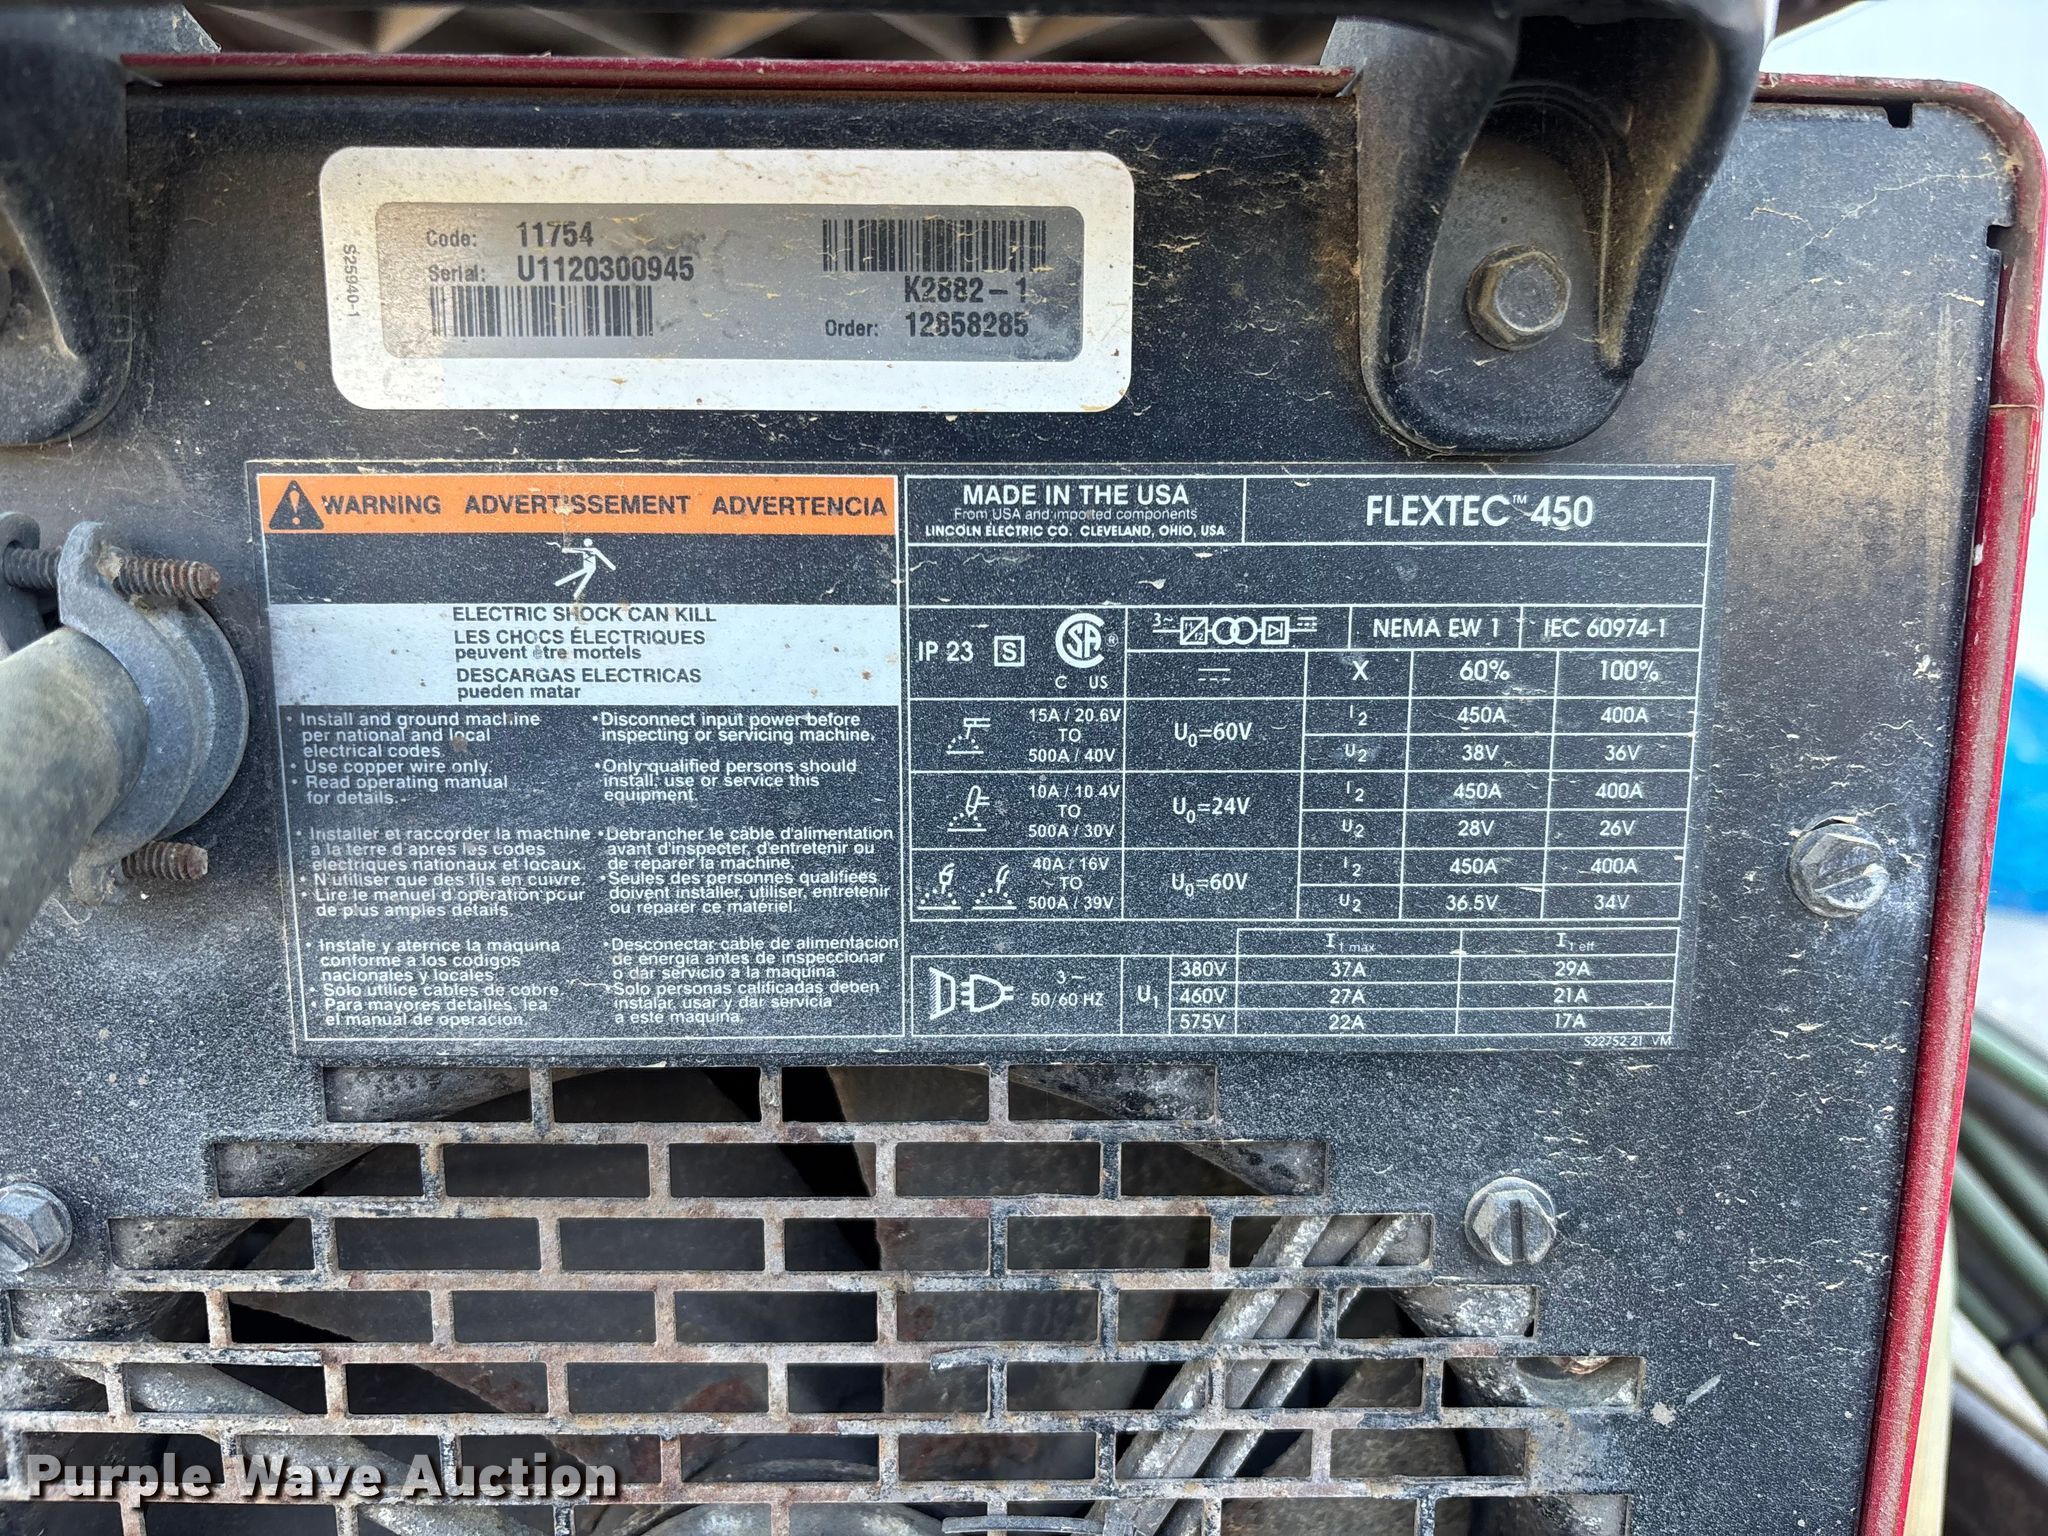 S25940-1
Code: 11754
Serial: U1120300945
K2882-1
Order: 12858285
WARNING ADVERTISSEMENT ADVERTENCIA
ELECTRIC SHOCK CAN KILL
LES CHOCS ÉLECTRIQUES
peuvent être mortels
DESCARGAS ELECTRICAS
pueden matar
• Install and ground machine
per national and local
electrical codes.
• Use copper wire only.
• Read operating manual
for details.
•Disconnect input power before
inspecting or servicing machine.
•Only qualified persons should
install, use or service this
equipment.
• Installer et raccorder la machine
a la terre d'apres les codes
electriques nationaux et locaux.
• N'utiliser que des fils en cuivre.
• Lire le manuel d'operation pour
de plus amples details.
•Debrancher le câble d'alimentation
avant d'inspecter, d'entretenir ou
de réparer la machine.
•Seules des personnes qualifiées
doivent installer, utiliser, entretenir
ou réparer ce matériel.
• Instale y aterrice la maquina
conforme a los codigos
nacionales y locales.
• Solo utilice cables de cobre.
• Para mayores detalles, lea
el manual de operacion.
•Desconectar cable de alimentacion
de energia antes de inspeccionar
o dar servicio a la maquina.
•Solo personas calificadas deben
instalar, usar y dar servicia
a este maquina.
MADE IN THE USA
From USA and imported components
LINCOLN ELECTRIC CO. CLEVELAND, OHIO, USA
FLEXTEC™ 450
IP 23 S CSA ® C US
3~ f2 NEMA EW 1 IEC 60974-1
X 60% 100%
15A / 20.6V TO 500A / 40V U0=60V I2 450A 400A
U2 38V 36V
10A / 10.4V TO 500A / 30V U0=24V I2 450A 400A
U2 28V 26V
40A / 16V TO 500A / 39V U0=60V I2 450A 400A
U2 36.5V 34V
I1 max I1 eff
3~ 50/60 HZ U1 380V 37A 29A
460V 27A 21A
575V 22A 17A
S22752-21 VM
Purple Wave Auction